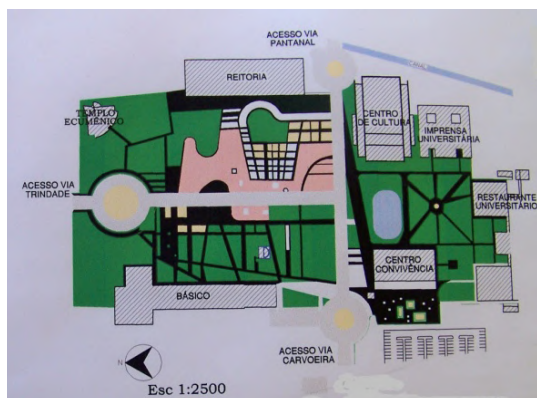 ACESSO VIA
PANTANAL
CANAL
REITORIA
TEMPLO
ECUMÊNICO
CENTRO
DE CULTURA
IMPRENSA
UNIVERSITÁRIA
ACESSO VIA
TRINDADE
RESTAURANTE
UNIVERSITÁRIO
CENTRO
CONVIVÊNCIA
BÁSICO
ACESSO VIA
CARVOEIRA
N
Esc 1:2500